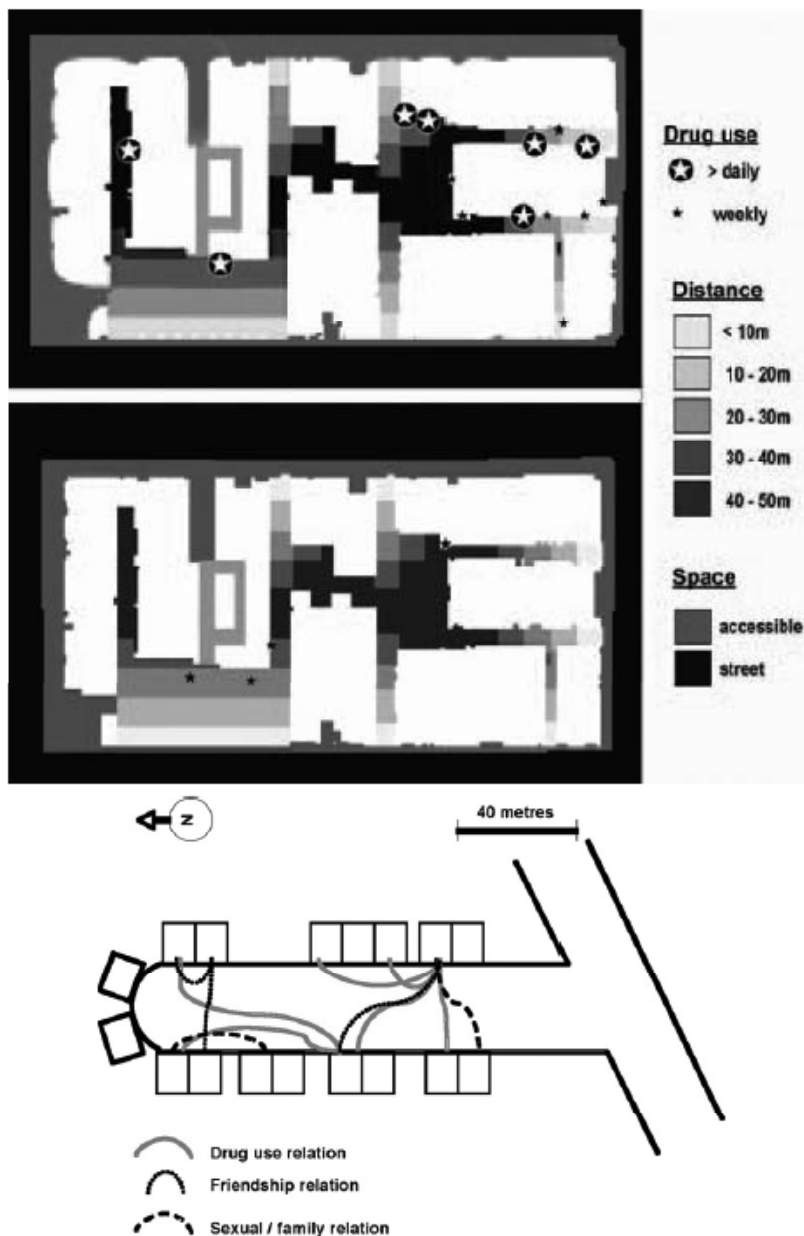 Drug use
> daily
weekly
Distance
< 10m
10 - 20m
20 - 30m
30 - 40m
40 - 50m
Space
accessible
street
N
40 metres
Drug use relation
Friendship relation
Sexual / family relation